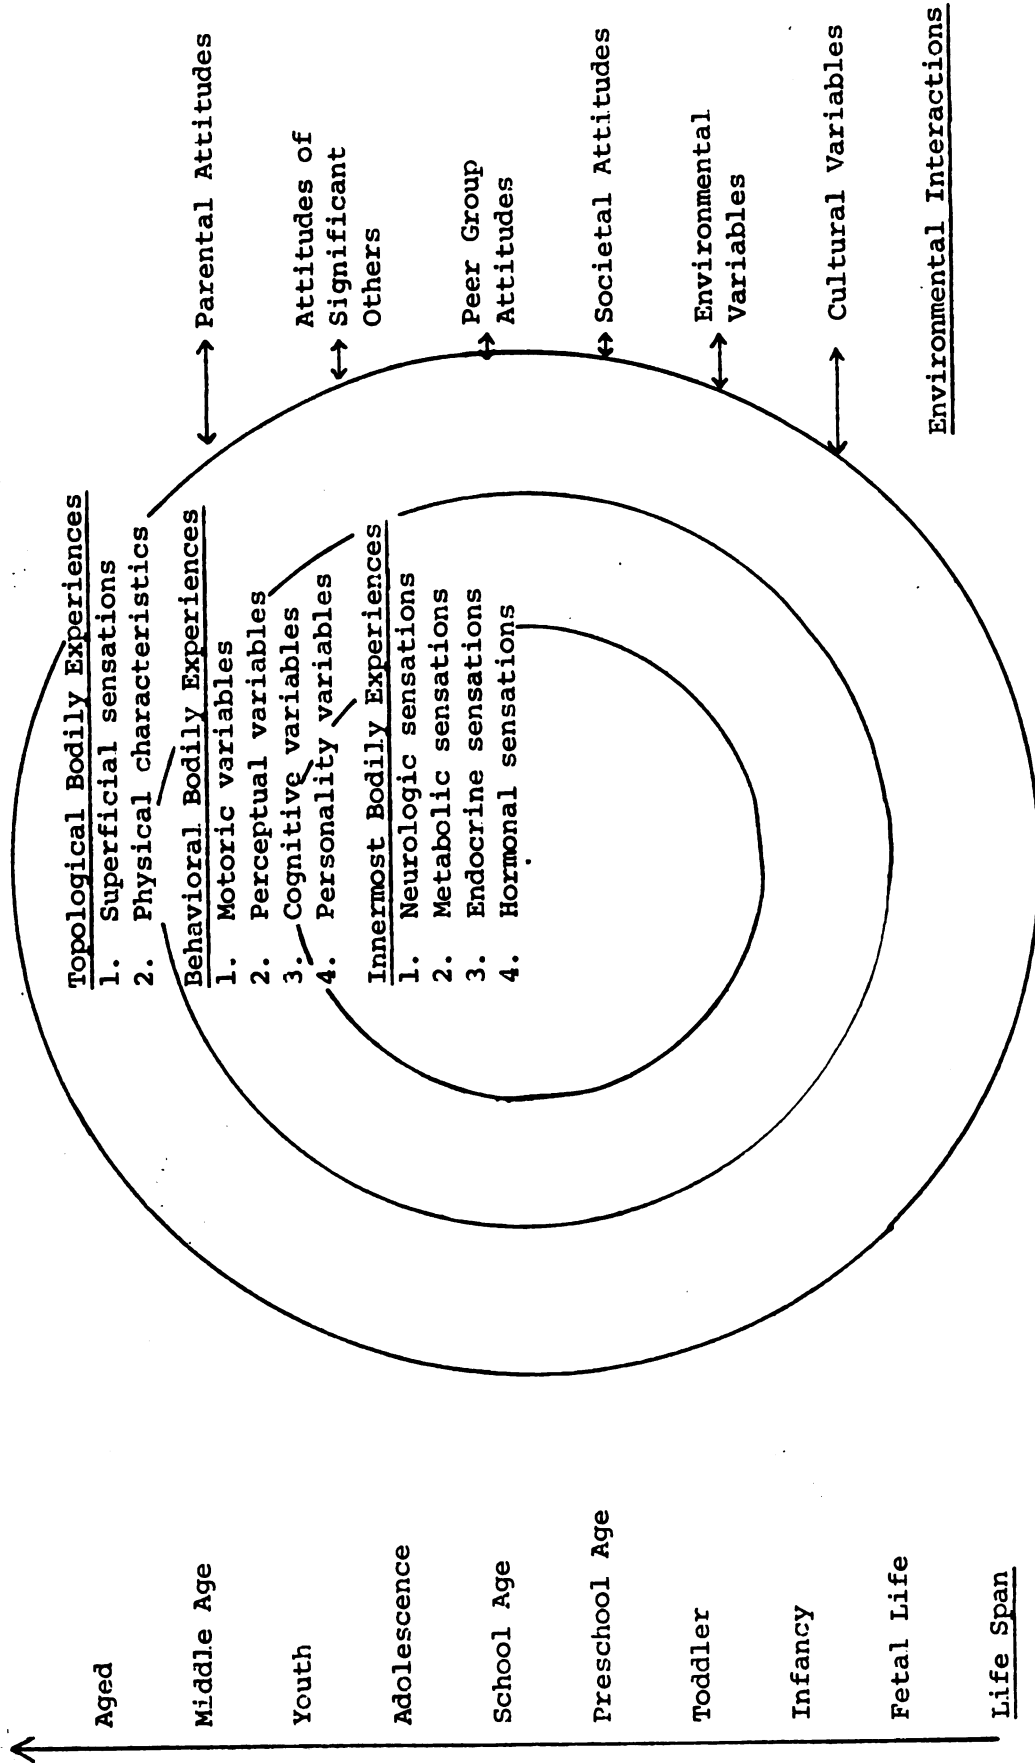 Aged
Middle Age
Youth
Adolescence
School Age
Preschool Age
Toddler
Infancy
Fetal Life
Life Span
Topological Bodily Experiences
1. Superficial sensations
2. Physical characteristics
Behavioral Bodily Experiences
1. Motoric variables
2. Perceptual variables
3. Cognitive variables
4. Personality variables
Innermost Bodily Experiences
1. Neurologic sensations
2. Metabolic sensations
3. Endocrine sensations
4. Hormonal sensations
Parental Attitudes
Attitudes of
Significant
Others
Peer Group
Attitudes
Societal Attitudes
Environmental
Variables
Cultural Variables
Environmental Interactions